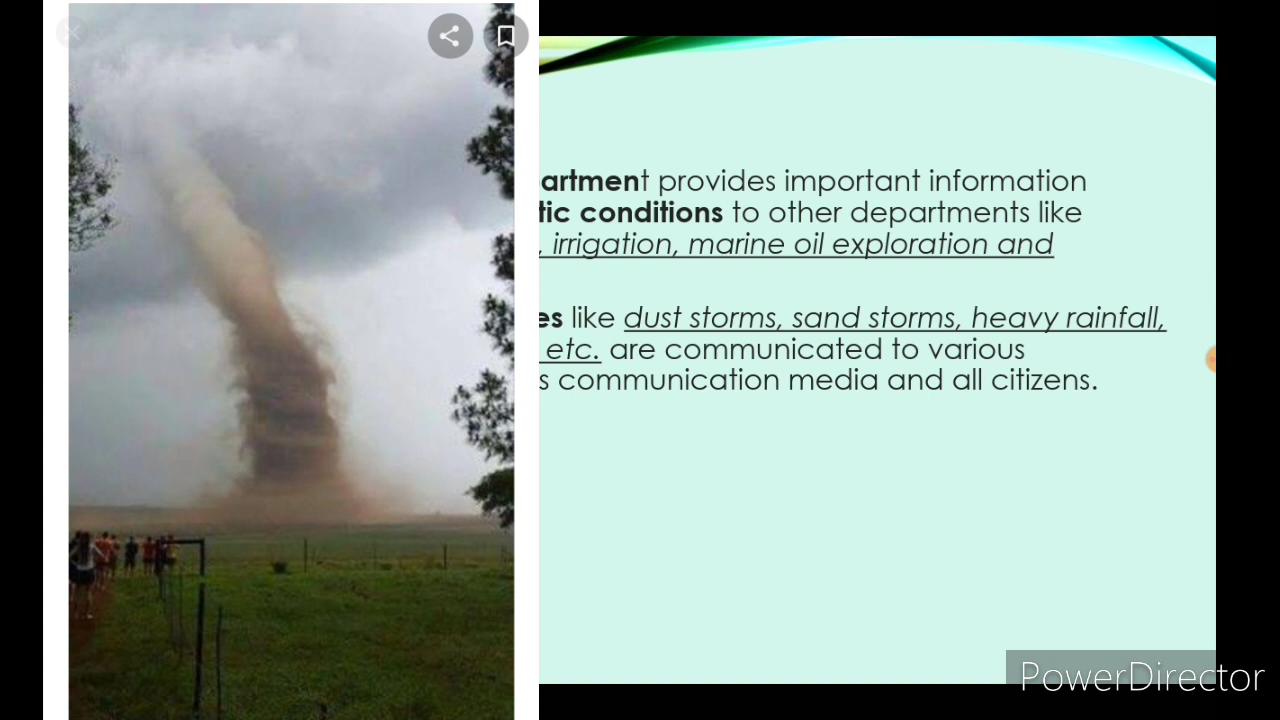 artment provides important information
tic conditions to other departments like
, irrigation, marine oil exploration and
es like dust storms, sand storms, heavy rainfall,
etc. are communicated to various
s communication media and all citizens.
PowerDirector